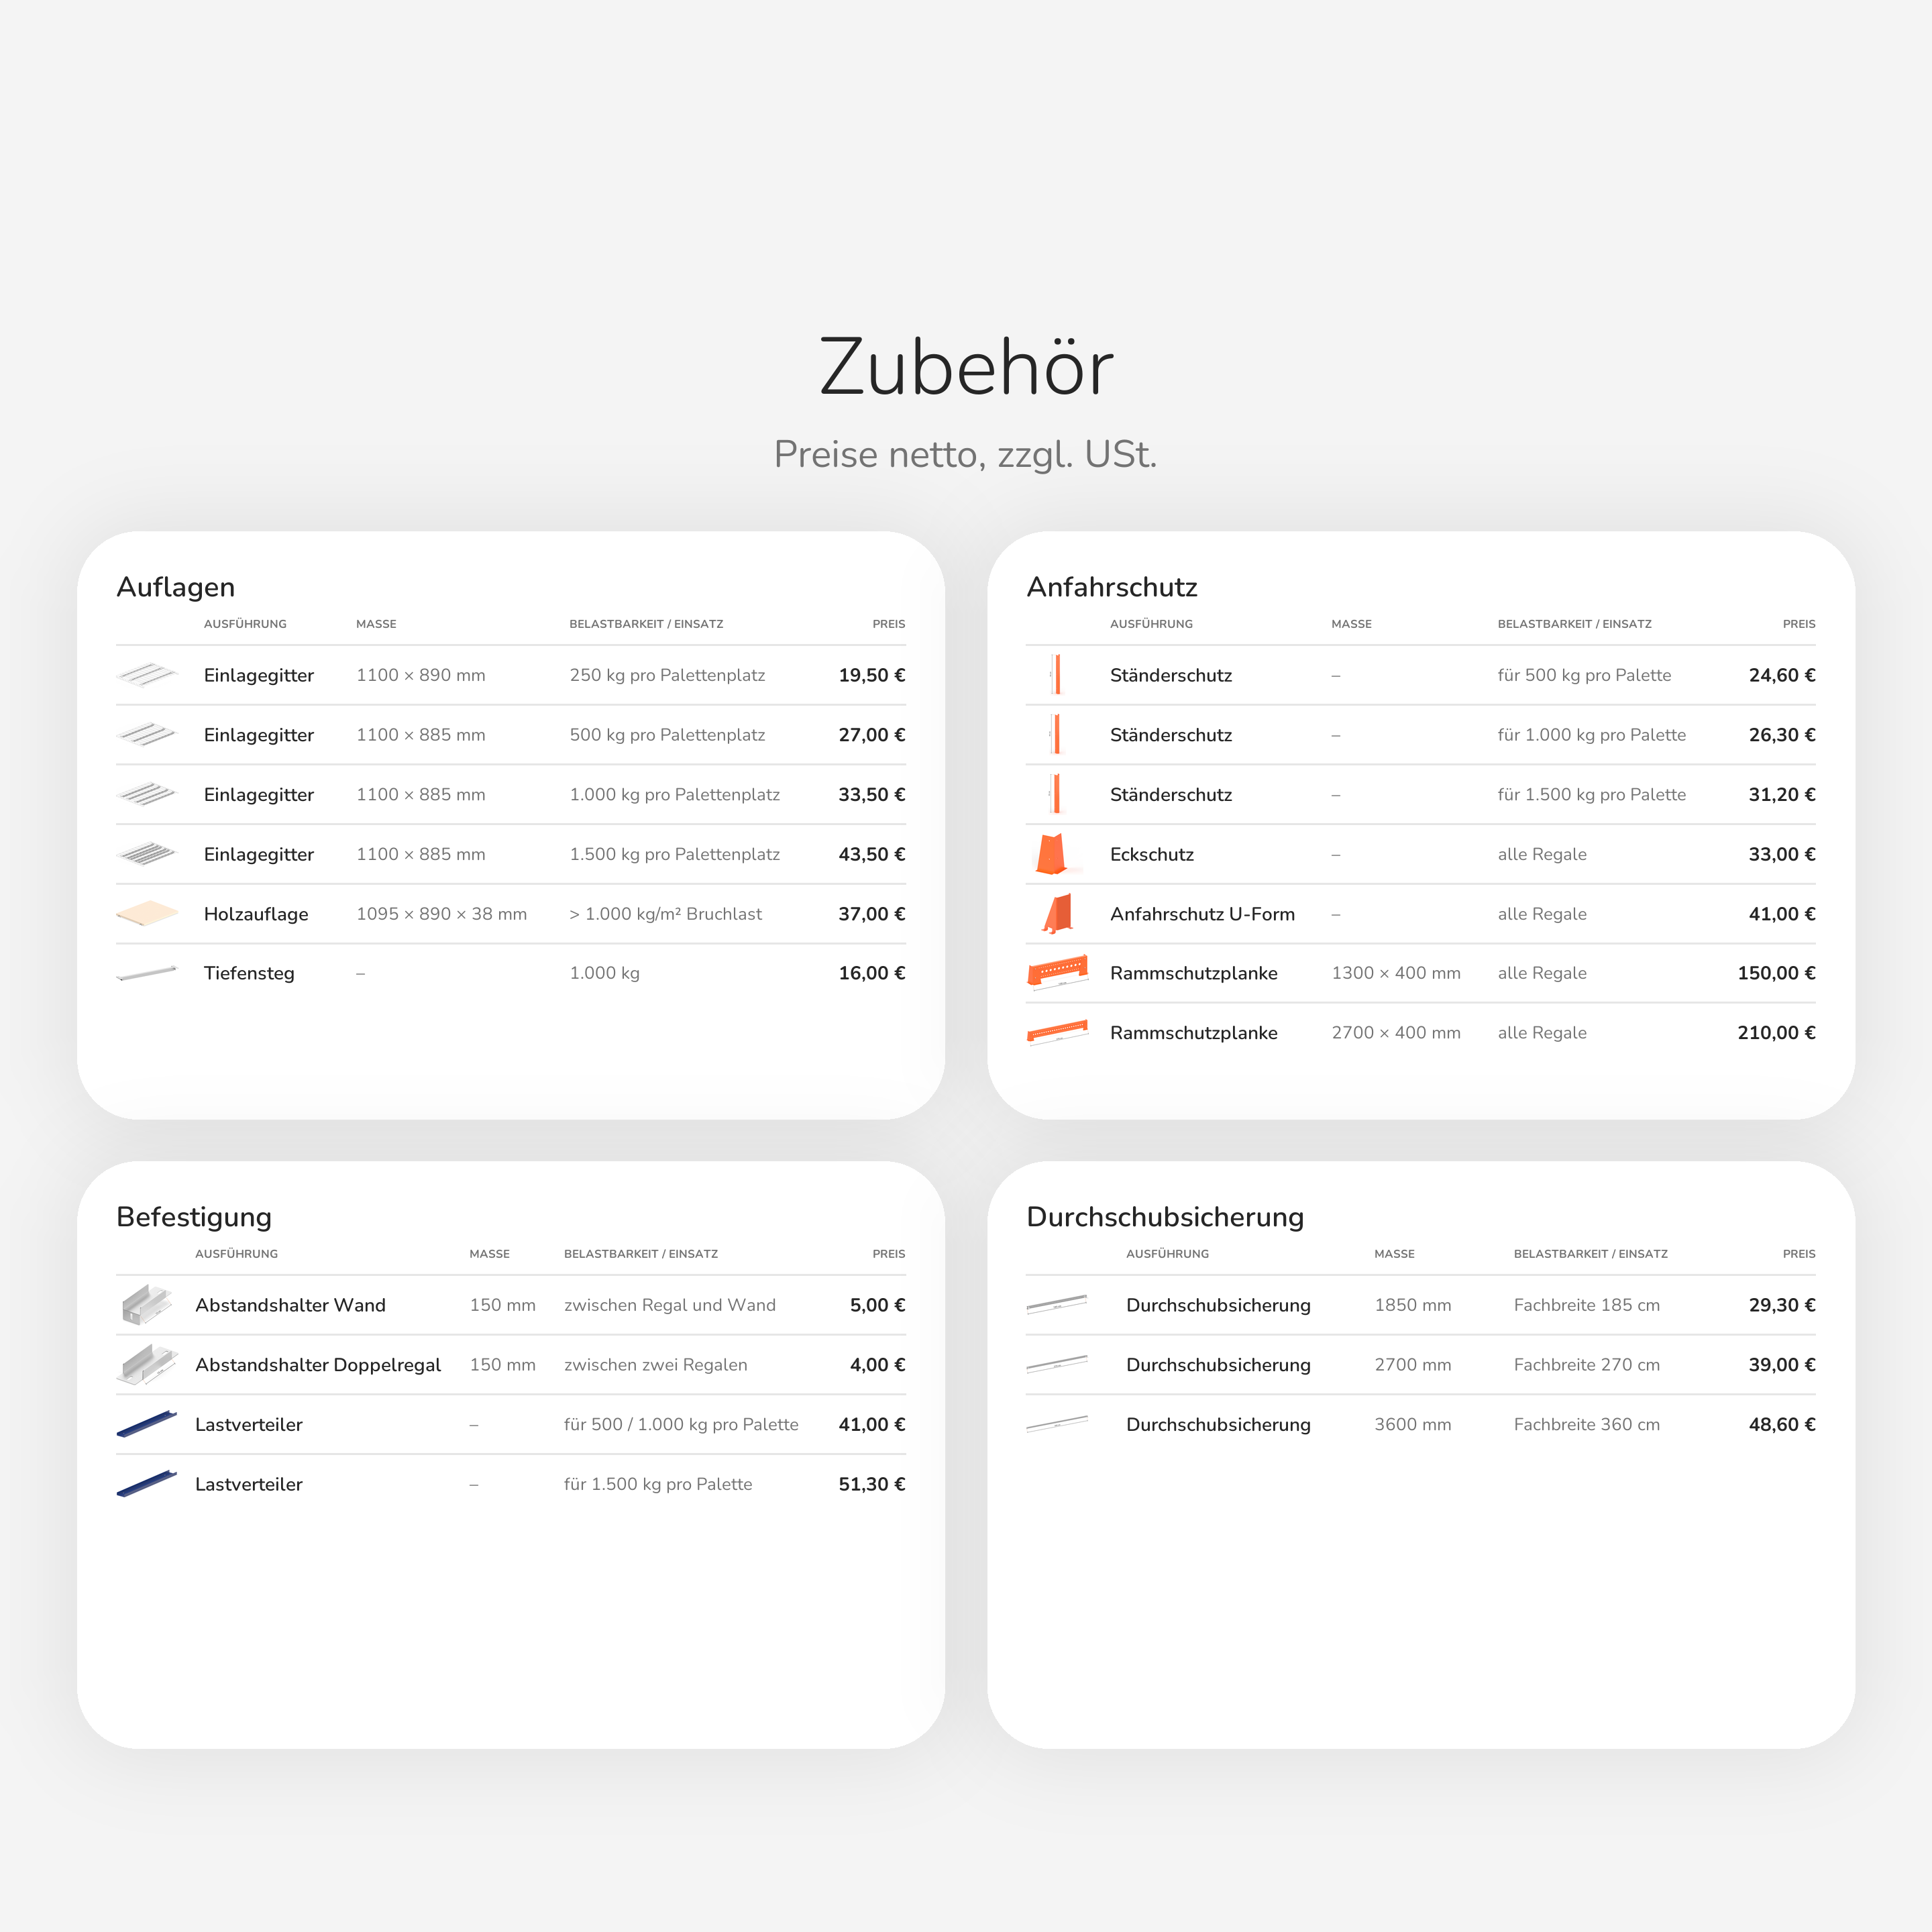 Zubehör
Preise netto, zzgl. USt.
Auflagen
AUSFÜHRUNG MASSE BELASTBARKEIT / EINSATZ PREIS
Einlagegitter 1100 × 890 mm 250 kg pro Palettenplatz 19,50 €
Einlagegitter 1100 × 885 mm 500 kg pro Palettenplatz 27,00 €
Einlagegitter 1100 × 885 mm 1.000 kg pro Palettenplatz 33,50 €
Einlagegitter 1100 × 885 mm 1.500 kg pro Palettenplatz 43,50 €
Holzauflage 1095 × 890 × 38 mm > 1.000 kg/m² Bruchlast 37,00 €
Tiefensteg – 1.000 kg 16,00 €
Anfahrschutz
AUSFÜHRUNG MASSE BELASTBARKEIT / EINSATZ PREIS
Ständerschutz – für 500 kg pro Palette 24,60 €
Ständerschutz – für 1.000 kg pro Palette 26,30 €
Ständerschutz – für 1.500 kg pro Palette 31,20 €
Eckschutz – alle Regale 33,00 €
Anfahrschutz U-Form – alle Regale 41,00 €
Rammschutzplanke 1300 × 400 mm alle Regale 150,00 €
Rammschutzplanke 2700 × 400 mm alle Regale 210,00 €
Befestigung
AUSFÜHRUNG MASSE BELASTBARKEIT / EINSATZ PREIS
Abstandshalter Wand 150 mm zwischen Regal und Wand 5,00 €
Abstandshalter Doppelregal 150 mm zwischen zwei Regalen 4,00 €
Lastverteiler – für 500 / 1.000 kg pro Palette 41,00 €
Lastverteiler – für 1.500 kg pro Palette 51,30 €
Durchschubsicherung
AUSFÜHRUNG MASSE BELASTBARKEIT / EINSATZ PREIS
Durchschubsicherung 1850 mm Fachbreite 185 cm 29,30 €
Durchschubsicherung 2700 mm Fachbreite 270 cm 39,00 €
Durchschubsicherung 3600 mm Fachbreite 360 cm 48,60 €